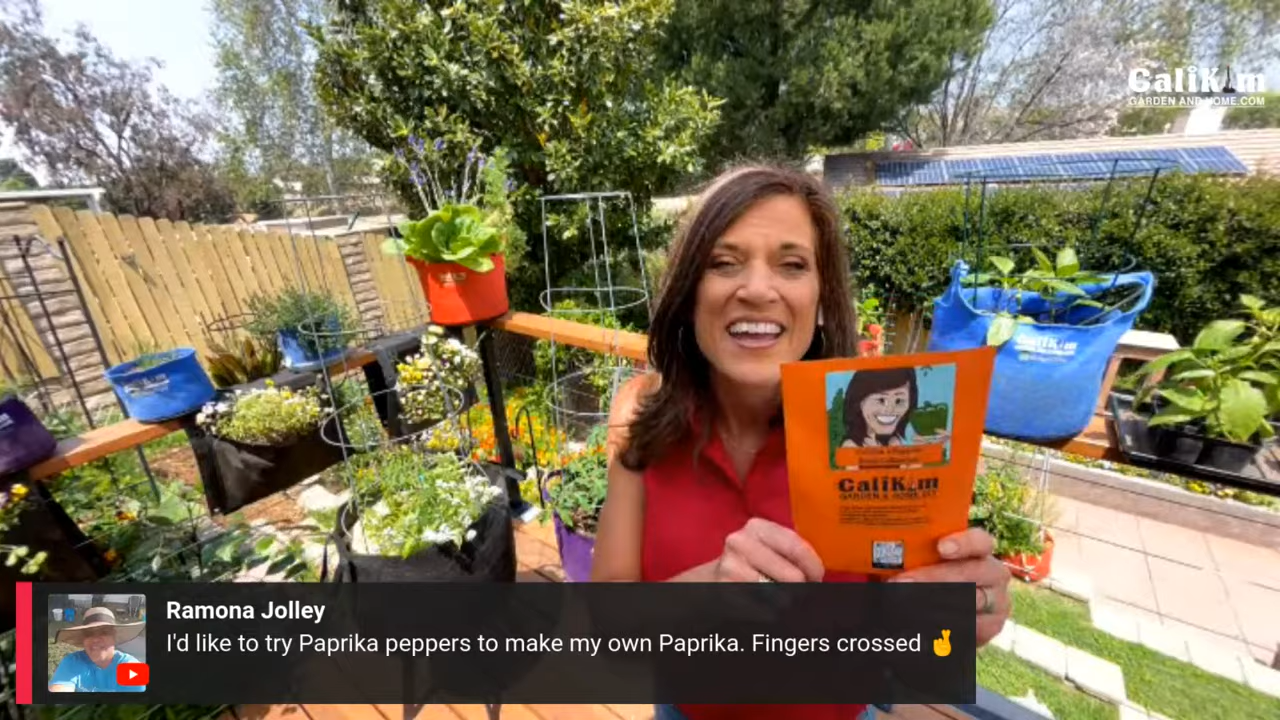 CaliKim
GARDEN AND HOME.COM
CaliKim
CaliKim
CaliKim
GARDEN & HOME DIY
Ramona Jolley
I'd like to try Paprika peppers to make my own Paprika. Fingers crossed 🤞